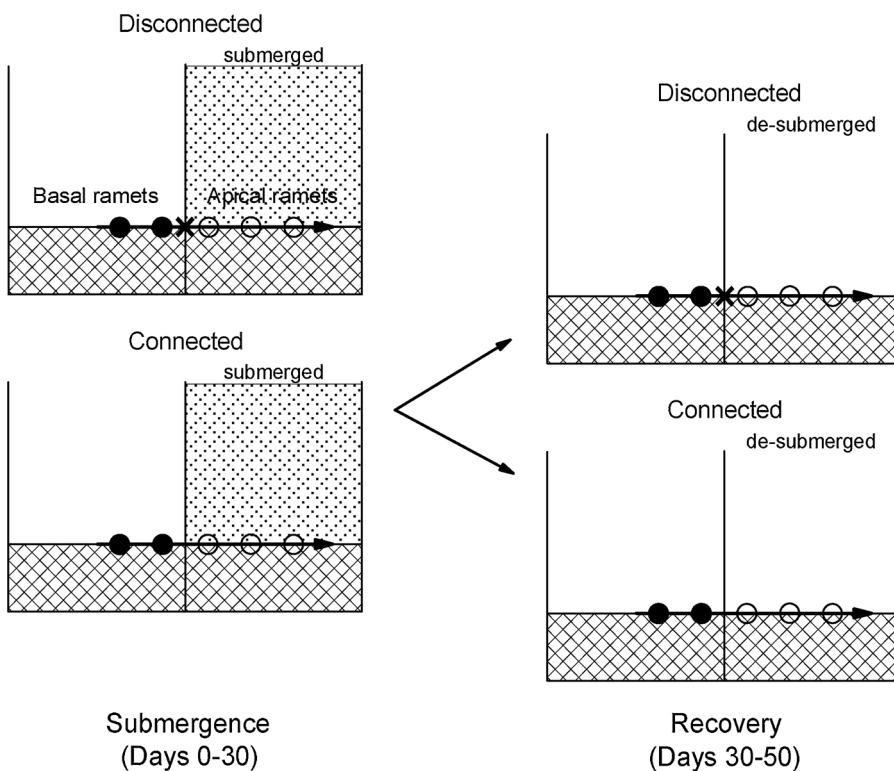 Disconnected
submerged
Basal ramets
Apical ramets
Connected
submerged
Submergence
(Days 0-30)
Disconnected
de-submerged
Connected
de-submerged
Recovery
(Days 30-50)